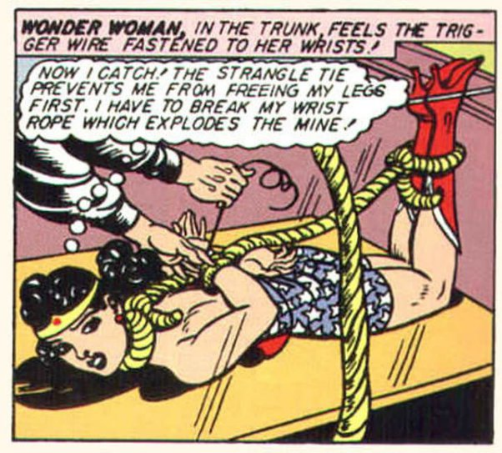 WONDER WOMAN, IN THE TRUNK, FEELS THE TRIG-
GER WIRE FASTENED TO HER WRISTS!
NOW I CATCH! THE STRANGLE TIE
PREVENTS ME FROM FREEING MY LEGS
FIRST. I HAVE TO BREAK MY WRIST
ROPE WHICH EXPLODES THE MINE!